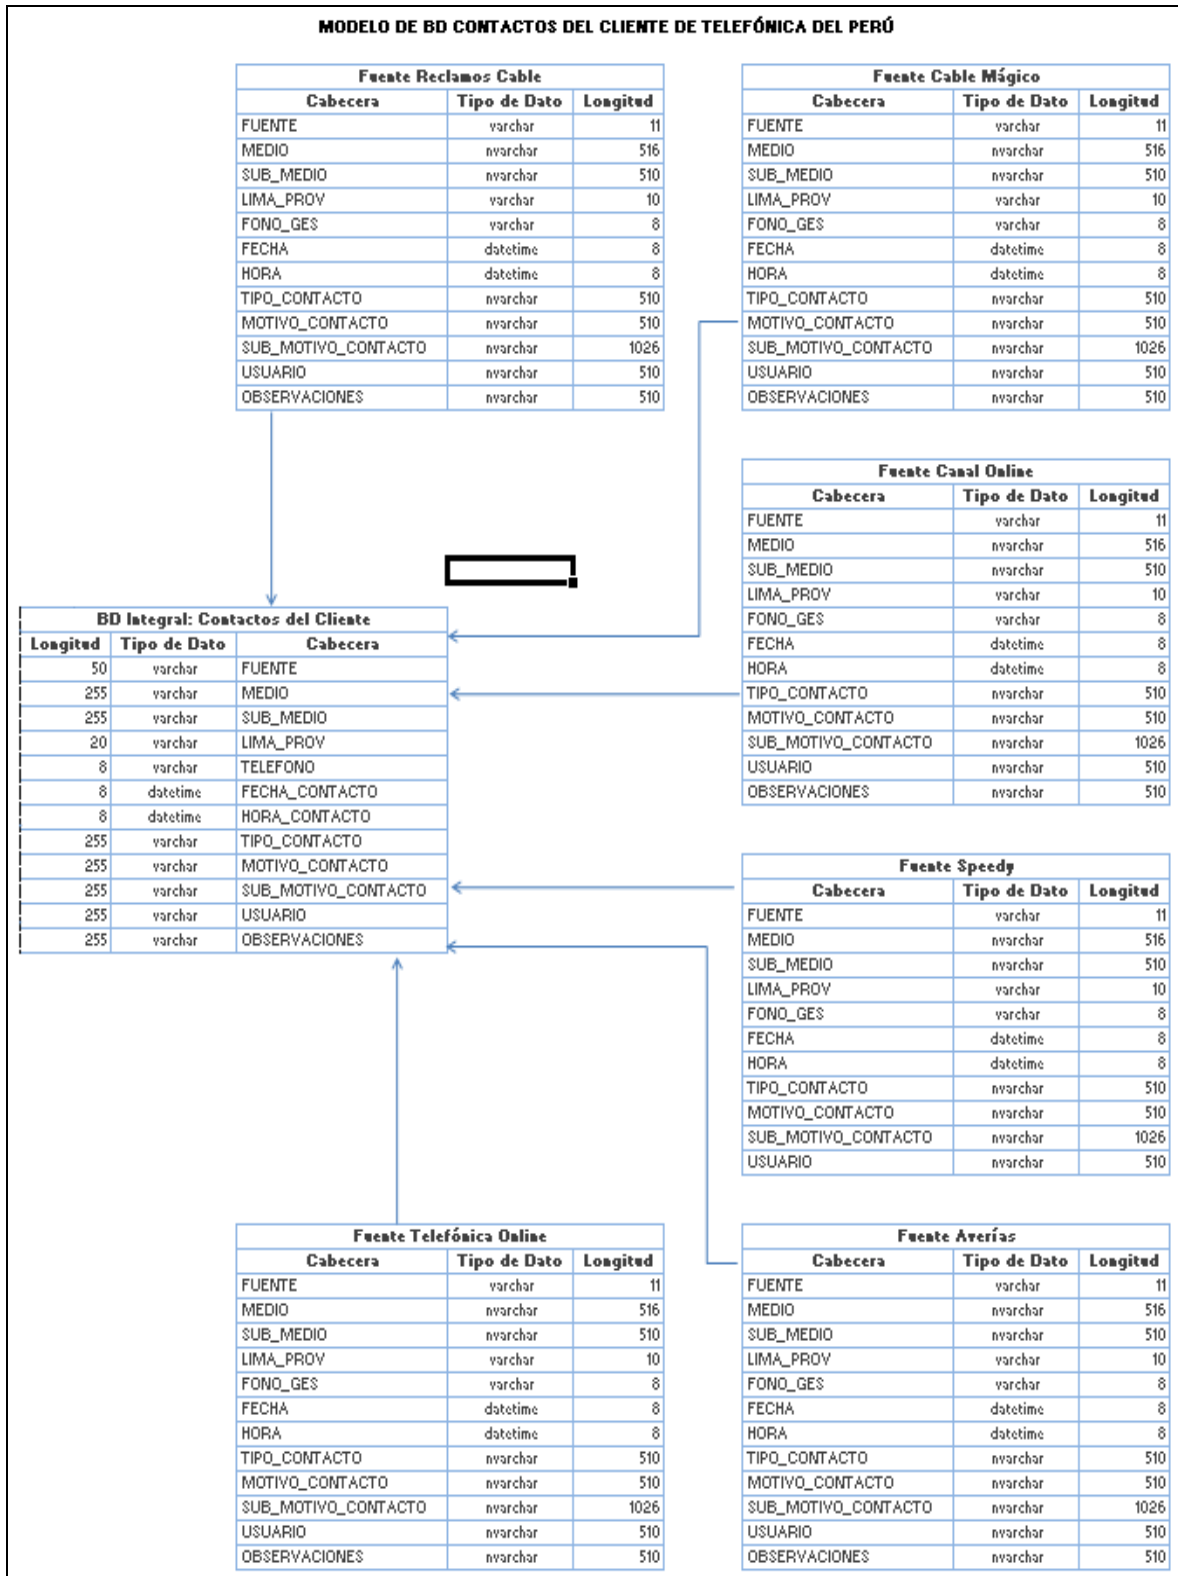 MODELO DE BD CONTACTOS DEL CLIENTE DE TELEFÓNICA DEL PERÚ
Fuente Reclamos Cable
Cabecera Tipo de Dato Longitud
FUENTE varchar 11
MEDIO nvarchar 516
SUB_MEDIO nvarchar 510
LIMA_PROV varchar 10
FONO_GES varchar 8
FECHA datetime 8
HORA datetime 8
TIPO_CONTACTO nvarchar 510
MOTIVO_CONTACTO nvarchar 510
SUB_MOTIVO_CONTACTO nvarchar 1026
USUARIO nvarchar 510
OBSERVACIONES nvarchar 510
Fuente Cable Mágico
Cabecera Tipo de Dato Longitud
FUENTE varchar 11
MEDIO nvarchar 516
SUB_MEDIO nvarchar 510
LIMA_PROV varchar 10
FONO_GES varchar 8
FECHA datetime 8
HORA datetime 8
TIPO_CONTACTO nvarchar 510
MOTIVO_CONTACTO nvarchar 510
SUB_MOTIVO_CONTACTO nvarchar 1026
USUARIO nvarchar 510
OBSERVACIONES nvarchar 510
Fuente Canal Online
Cabecera Tipo de Dato Longitud
FUENTE varchar 11
MEDIO nvarchar 516
SUB_MEDIO nvarchar 510
LIMA_PROV varchar 10
FONO_GES varchar 8
FECHA datetime 8
HORA datetime 8
TIPO_CONTACTO nvarchar 510
MOTIVO_CONTACTO nvarchar 510
SUB_MOTIVO_CONTACTO nvarchar 1026
USUARIO nvarchar 510
OBSERVACIONES nvarchar 510
BD Integral: Contactos del Cliente
Longitud Tipo de Dato Cabecera
50 varchar FUENTE
255 varchar MEDIO
255 varchar SUB_MEDIO
20 varchar LIMA_PROV
8 varchar TELEFONO
8 datetime FECHA_CONTACTO
8 datetime HORA_CONTACTO
255 varchar TIPO_CONTACTO
255 varchar MOTIVO_CONTACTO
255 varchar SUB_MOTIVO_CONTACTO
255 varchar USUARIO
255 varchar OBSERVACIONES
Fuente Speedy
Cabecera Tipo de Dato Longitud
FUENTE varchar 11
MEDIO nvarchar 516
SUB_MEDIO nvarchar 510
LIMA_PROV varchar 10
FONO_GES varchar 8
FECHA datetime 8
HORA datetime 8
TIPO_CONTACTO nvarchar 510
MOTIVO_CONTACTO nvarchar 510
SUB_MOTIVO_CONTACTO nvarchar 1026
USUARIO nvarchar 510
Fuente Telefónica Online
Cabecera Tipo de Dato Longitud
FUENTE varchar 11
MEDIO nvarchar 516
SUB_MEDIO nvarchar 510
LIMA_PROV varchar 10
FONO_GES varchar 8
FECHA datetime 8
HORA datetime 8
TIPO_CONTACTO nvarchar 510
MOTIVO_CONTACTO nvarchar 510
SUB_MOTIVO_CONTACTO nvarchar 1026
USUARIO nvarchar 510
OBSERVACIONES nvarchar 510
Fuente Averías
Cabecera Tipo de Dato Longitud
FUENTE varchar 11
MEDIO nvarchar 516
SUB_MEDIO nvarchar 510
LIMA_PROV varchar 10
FONO_GES varchar 8
FECHA datetime 8
HORA datetime 8
TIPO_CONTACTO nvarchar 510
MOTIVO_CONTACTO nvarchar 510
SUB_MOTIVO_CONTACTO nvarchar 1026
USUARIO nvarchar 510
OBSERVACIONES nvarchar 510